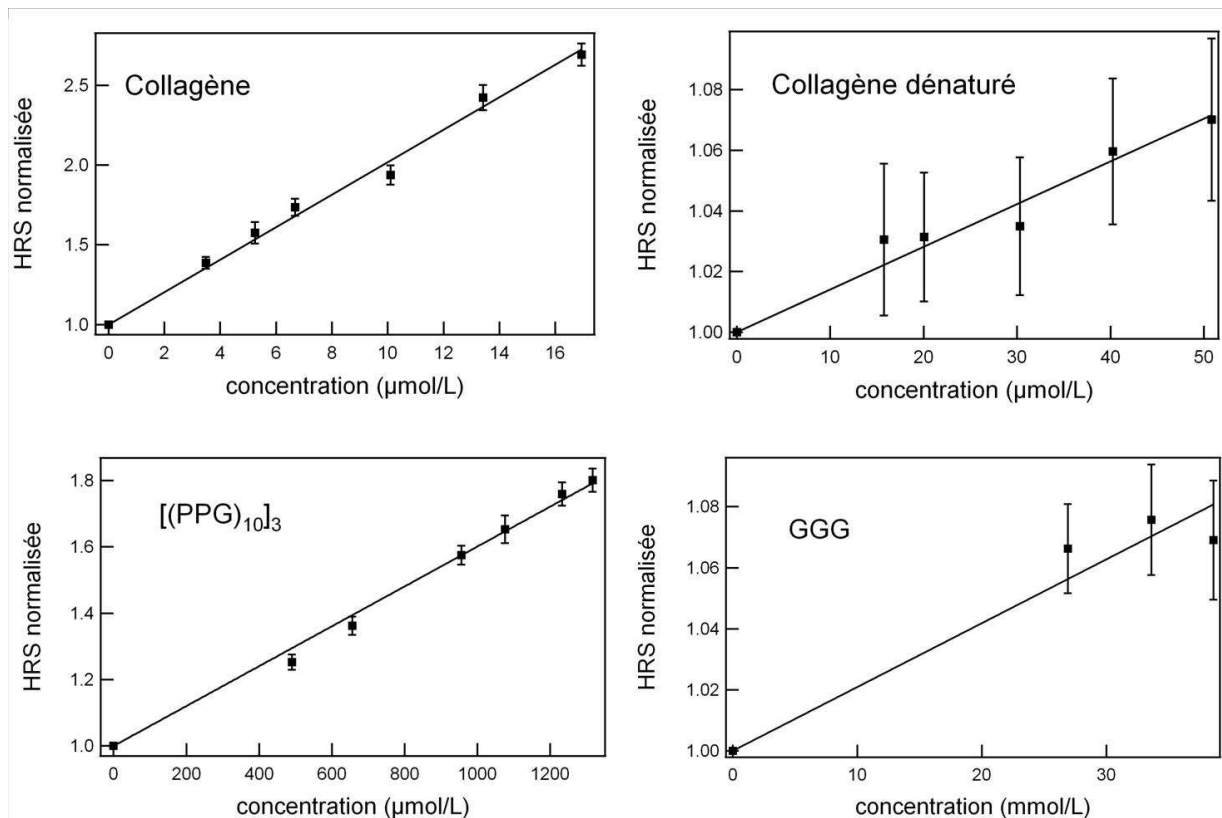 Collagène
HRS normalisée
2.5
2.0
1.5
1.0
0 2 4 6 8 10 12 14 16
concentration (µmol/L)
Collagène dénaturé
HRS normalisée
1.08
1.06
1.04
1.02
1.00
0 10 20 30 40 50
concentration (µmol/L)
[(PPG)10]3
HRS normalisée
1.8
1.6
1.4
1.2
1.0
0 200 400 600 800 1000 1200
concentration (µmol/L)
GGG
HRS normalisée
1.08
1.06
1.04
1.02
1.00
0 10 20 30
concentration (mmol/L)